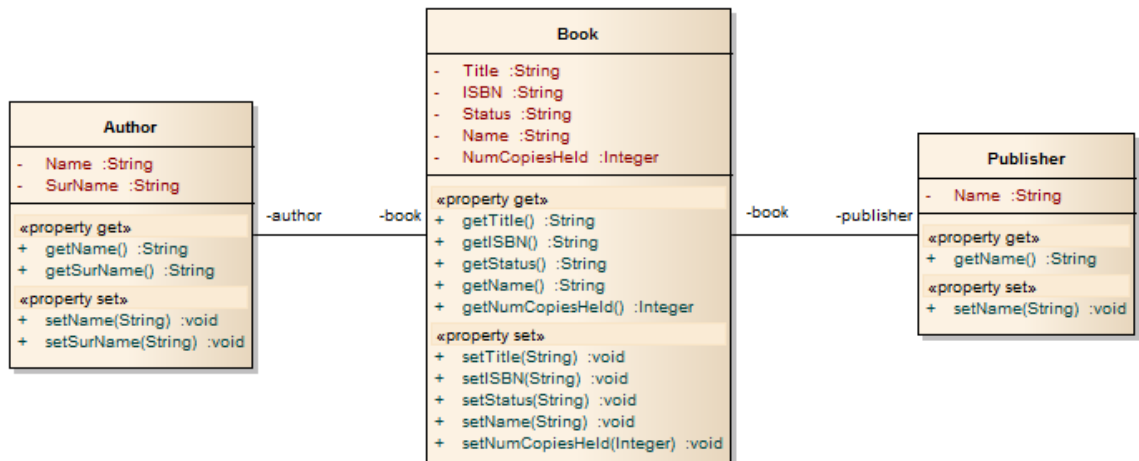 Author
- Name :String
- SurName :String
«property get»
+ getName() :String
+ getSurName() :String
«property set»
+ setName(String) :void
+ setSurName(String) :void
-author
-book
Book
- Title :String
- ISBN :String
- Status :String
- Name :String
- NumCopiesHeld :Integer
«property get»
+ getTitle() :String
+ getISBN() :String
+ getStatus() :String
+ getName() :String
+ getNumCopiesHeld() :Integer
«property set»
+ setTitle(String) :void
+ setISBN(String) :void
+ setStatus(String) :void
+ setName(String) :void
+ setNumCopiesHeld(Integer) :void
-book
-publisher
Publisher
- Name :String
«property get»
+ getName() :String
«property set»
+ setName(String) :void